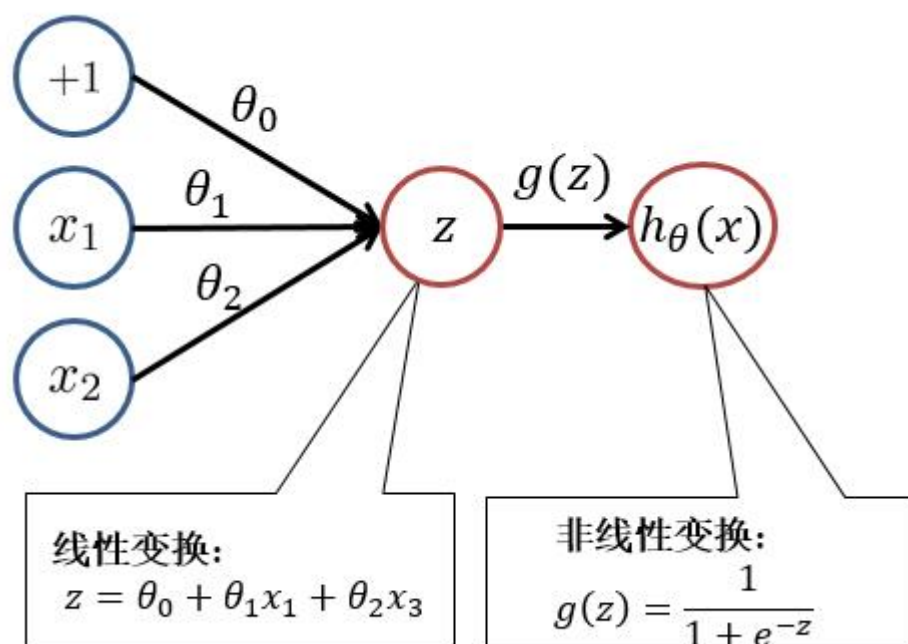 +1
θ₀
x₁
θ₁
x₂
θ₂
z
g(z)
h_θ(x)
线性变换:
z = θ₀ + θ₁x₁ + θ₂x₃
非线性变换:
g(z) = 1 / (1 + e^{-z})